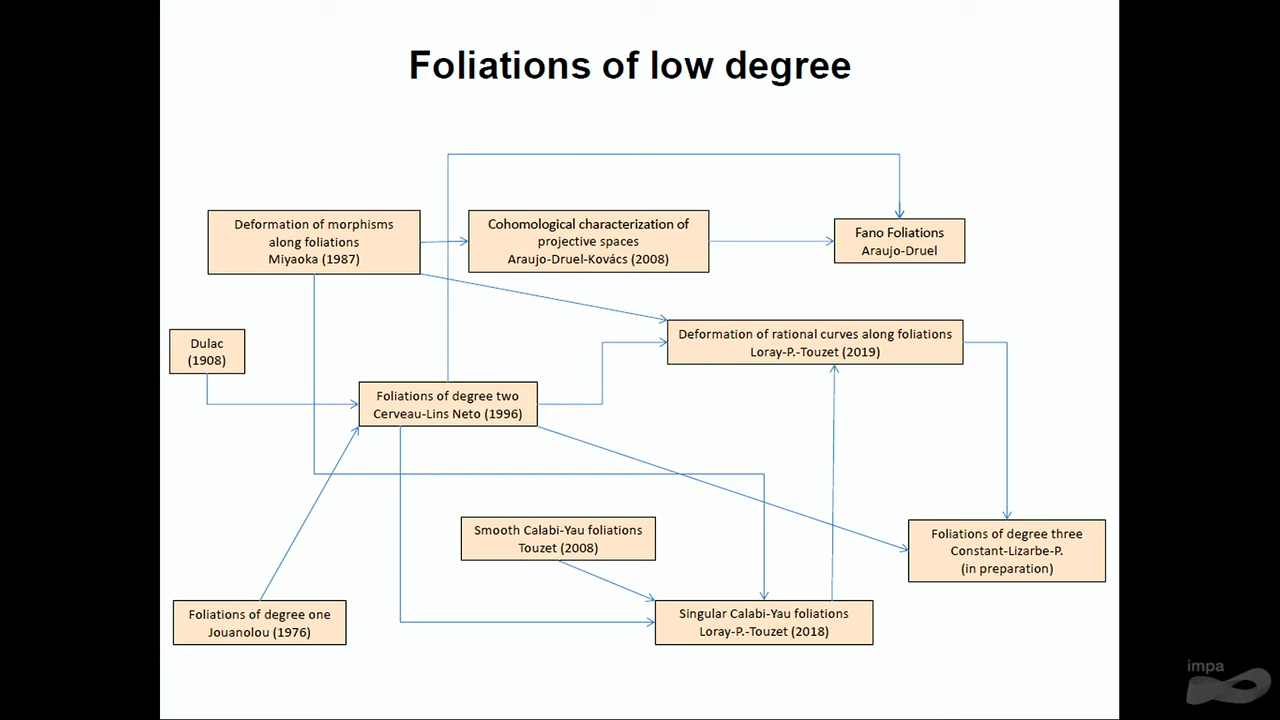 Foliations of low degree
Deformation of morphisms
along foliations
Miyaoka (1987)
Cohomological characterization of
projective spaces
Araujo-Druel-Kovács (2008)
Fano Foliations
Araujo-Druel
Dulac
(1908)
Deformation of rational curves along foliations
Loray-P.-Touzet (2019)
Foliations of degree two
Cerveau-Lins Neto (1996)
Smooth Calabi-Yau foliations
Touzet (2008)
Foliations of degree three
Constant-Lizarbe-P.
(in preparation)
Foliations of degree one
Jouanolou (1976)
Singular Calabi-Yau foliations
Loray-P.-Touzet (2018)
impa